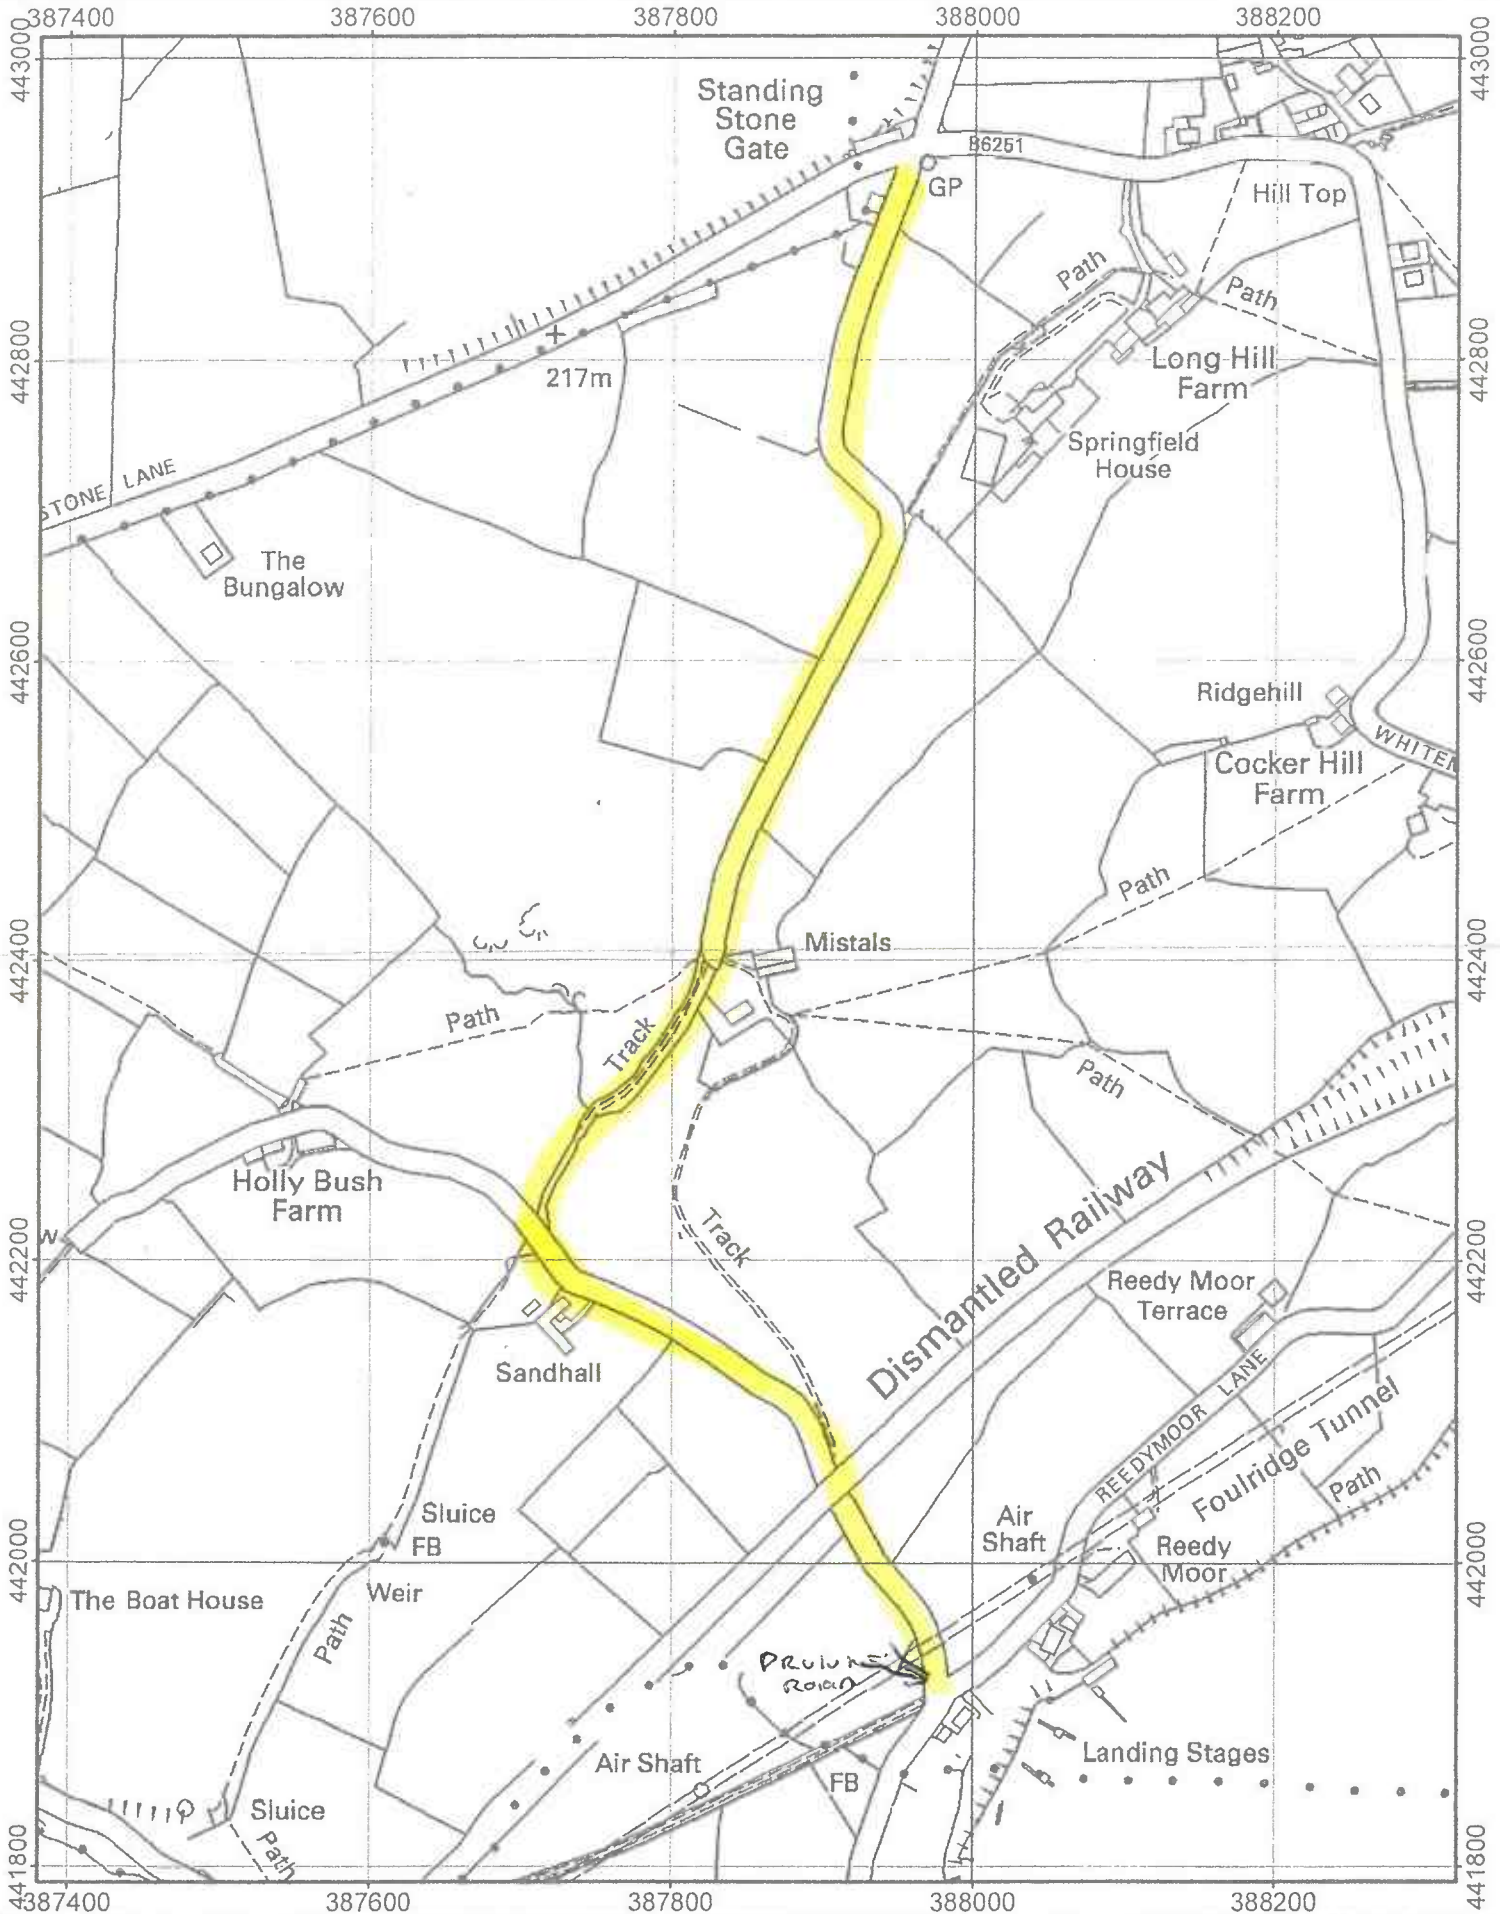 387400 387600 387800 388000 388200
443000
443000
Standing
Stone
Gate
B6251
GP
Hill Top
Path
Path
442800
442800
217m
Long Hill
Farm
Springfield
House
STONE LANE
The
Bungalow
442600
442600
Ridgehill
WHITEM
Cocker Hill
Farm
Path
Mistals
442400
442400
Path
Track
Path
Holly Bush
Farm
W
Track
Dismantled Railway
442200
442200
Reedy Moor
Terrace
Sandhall
REEDYMOOR LANE
Foulridge Tunnel
Path
Sluice
FB
Air
Shaft
Reedy
Moor
442000
442000
Weir
The Boat House
Path
ROAD
Air Shaft
Landing Stages
FB
Sluice
Path
441800
441800
387400 387600 387800 388000 388200